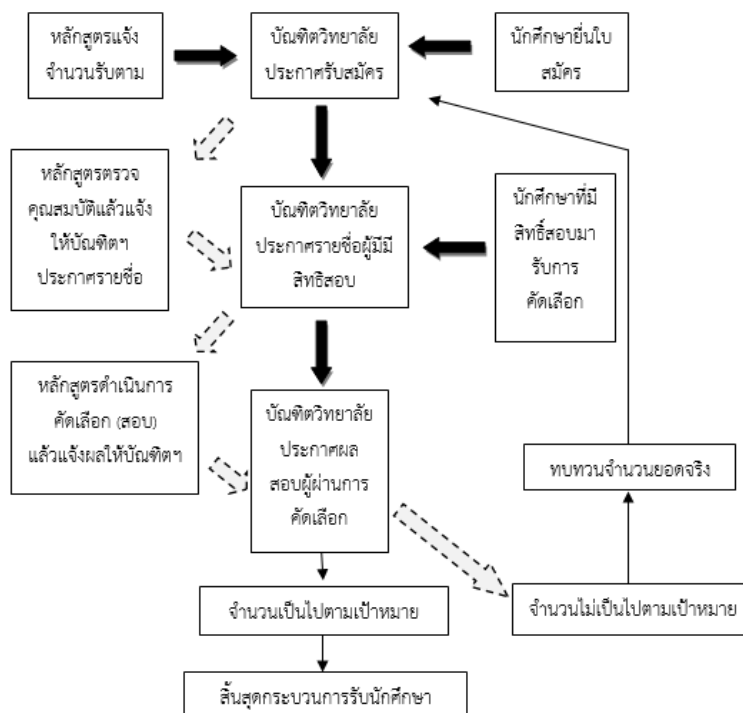 หลักสูตรแจ้ง
จำนวนรับตาม
บัณฑิตวิทยาลัย
ประกาศรับสมัคร
นักศึกษายื่นใบ
สมัคร
หลักสูตรตรวจ
คุณสมบัติแล้วแจ้ง
ให้บัณฑิตฯ
ประกาศรายชื่อ
บัณฑิตวิทยาลัย
ประกาศรายชื่อผู้มีมี
สิทธิสอบ
นักศึกษาที่มี
สิทธิ์สอบมา
รับการ
คัดเลือก
หลักสูตรดำเนินการ
คัดเลือก (สอบ)
แล้วแจ้งผลให้บัณฑิตฯ
บัณฑิตวิทยาลัย
ประกาศผล
สอบผู้ผ่านการ
คัดเลือก
ทบทวนจำนวนยอดจริง
จำนวนเป็นไปตามเป้าหมาย
จำนวนไม่เป็นไปตามเป้าหมาย
สิ้นสุดกระบวนการรับนักศึกษา